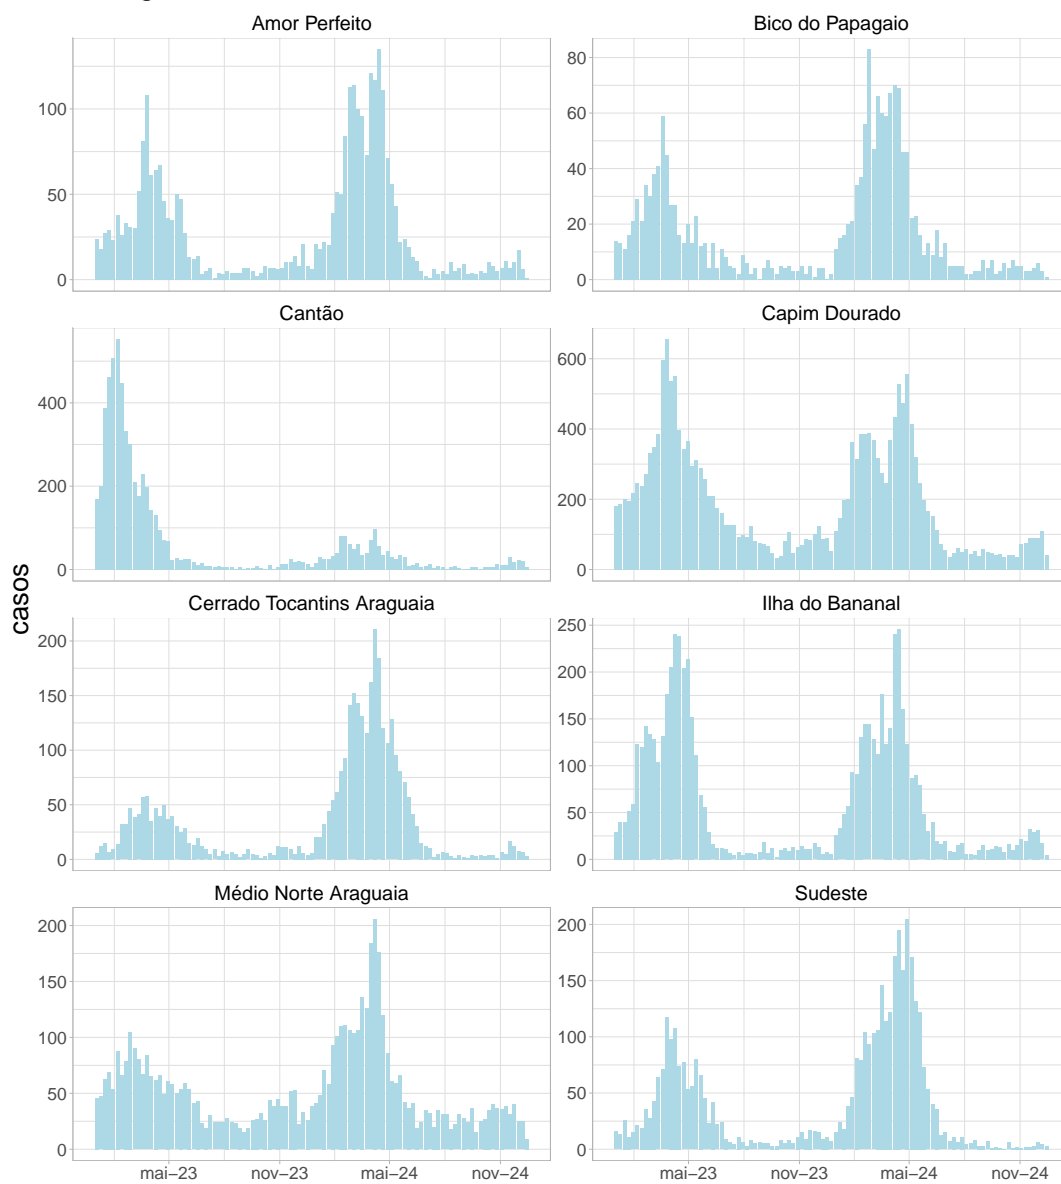 Amor Perfeito
Bico do Papagaio
100
50
0
80
60
40
20
0
Cantão
Capim Dourado
400
200
0
600
400
200
0
casos
Cerrado Tocantins Araguaia
Ilha do Bananal
200
150
100
50
0
250
200
150
100
50
0
Médio Norte Araguaia
Sudeste
200
150
100
50
0
200
150
100
50
0
mai−23
nov−23
mai−24
nov−24
mai−23
nov−23
mai−24
nov−24